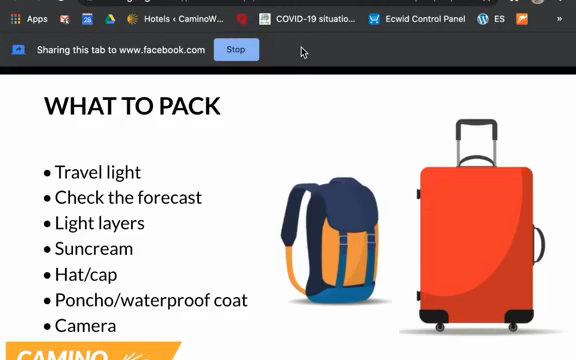 Apps
28
Hotels ‹ CaminoW...
COVID-19 situatio...
Ecwid Control Panel
ES
»
Sharing this tab to www.facebook.com
Stop
WHAT TO PACK
• Travel light
• Check the forecast
• Light layers
• Suncream
• Hat/cap
• Poncho/waterproof coat
• Camera
CAMINO